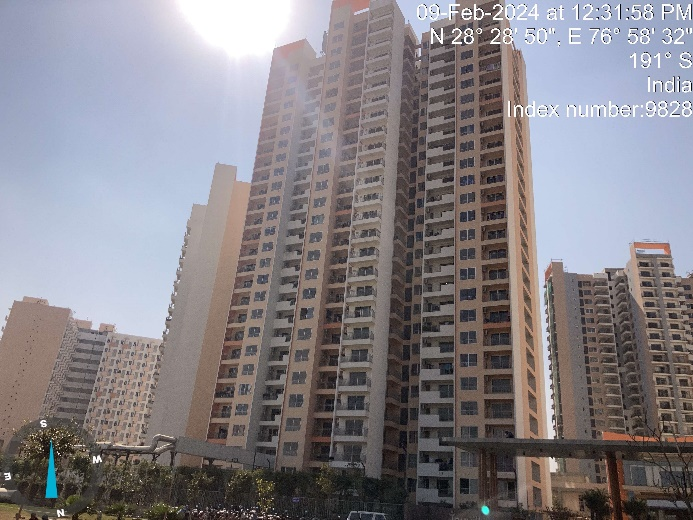 09-Feb-2024 at 12:31:58 PM
N 28° 28' 50", E 76° 58' 32"
191° S
India
Index number:9828
S
E
W
N